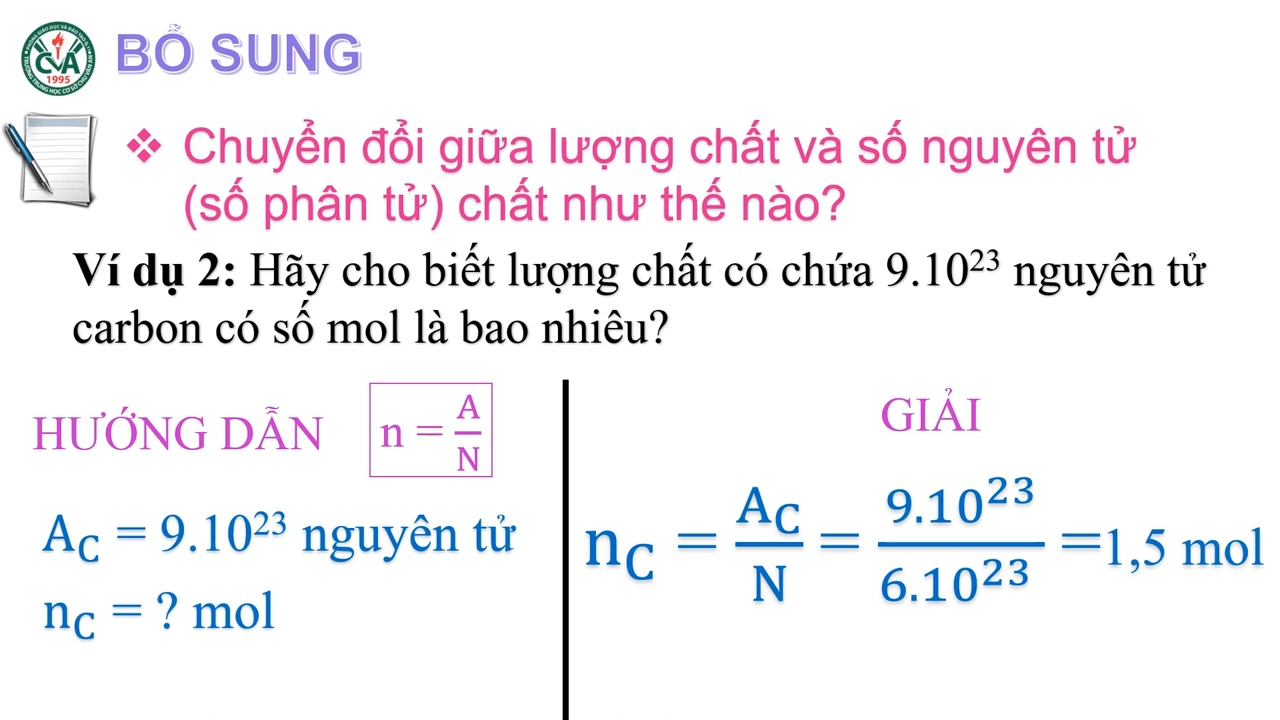 BỔ SUNG
CVA
1995
❖ Chuyển đổi giữa lượng chất và số nguyên tử
(số phân tử) chất như thế nào?
Ví dụ 2: Hãy cho biết lượng chất có chứa 9.10²³ nguyên tử
carbon có số mol là bao nhiêu?
HƯỚNG DẪN n = A/N
A_C = 9.10²³ nguyên tử
n_C = ? mol
GIẢI
n_C = A_C/N = 9.10²³/6.10²³ =1,5 mol